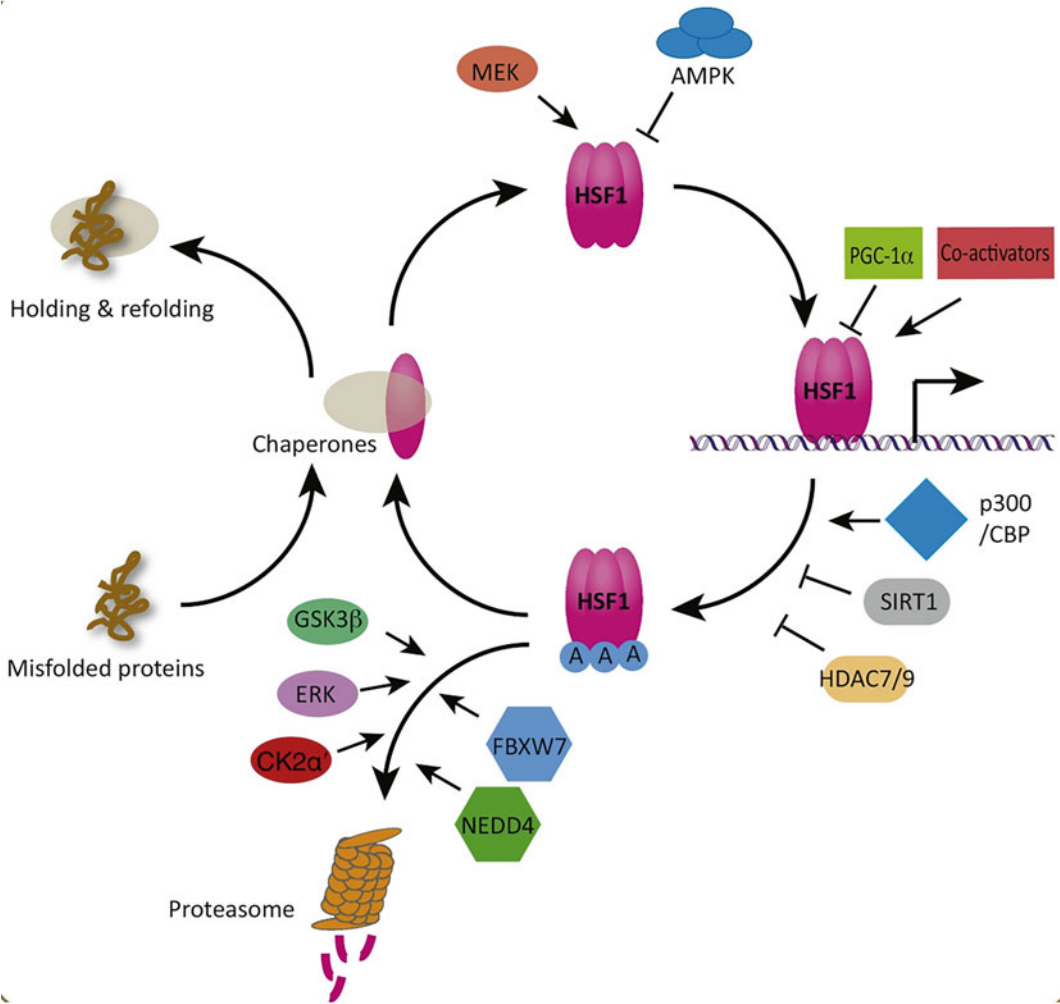 MEK
AMPK
HSF1
PGC-1α
Co-activators
Holding & refolding
HSF1
Chaperones
p300
/CBP
HSF1
SIRT1
A A A
GSK3β
Misfolded proteins
HDAC7/9
ERK
FBXW7
CK2α′
NEDD4
Proteasome